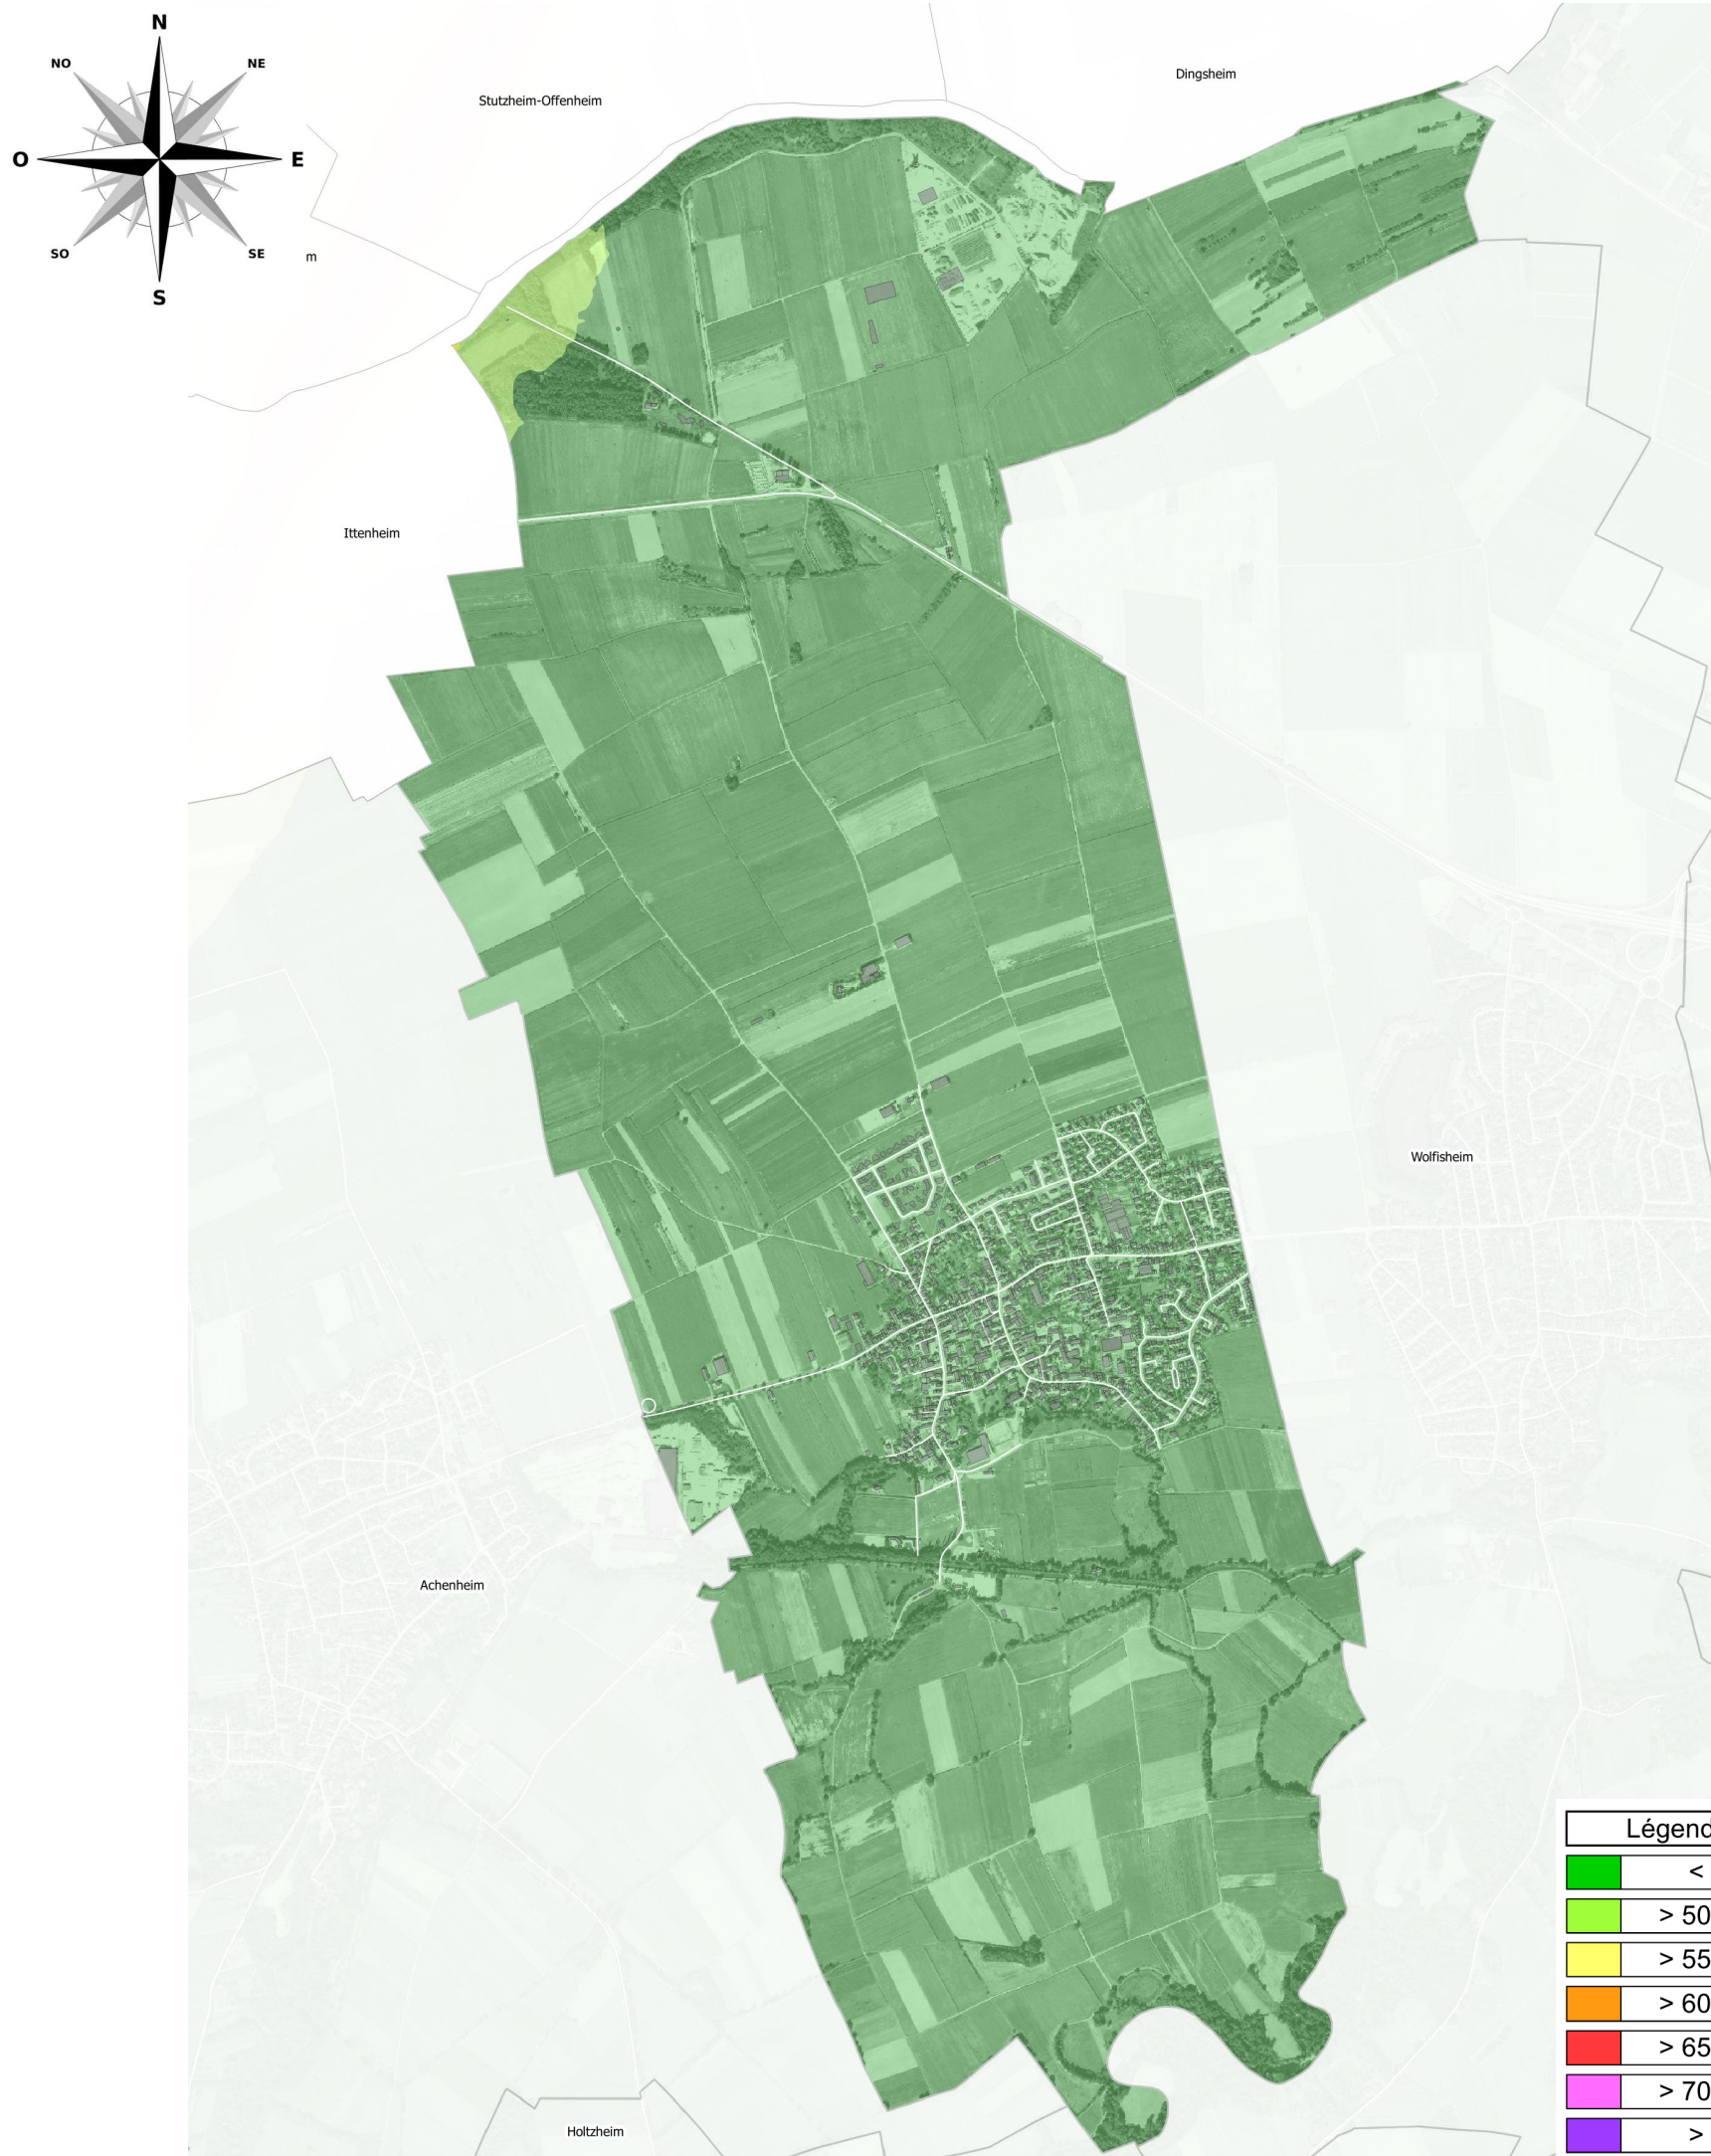 N
NO
NE
O
E
SO
SE
S
Stutzheim-Offenheim
Dingsheim
m
Ittenheim
Wolfisheim
Achenheim
Holtzheim
Légend
<
> 50
> 55
> 60
> 65
> 70
>